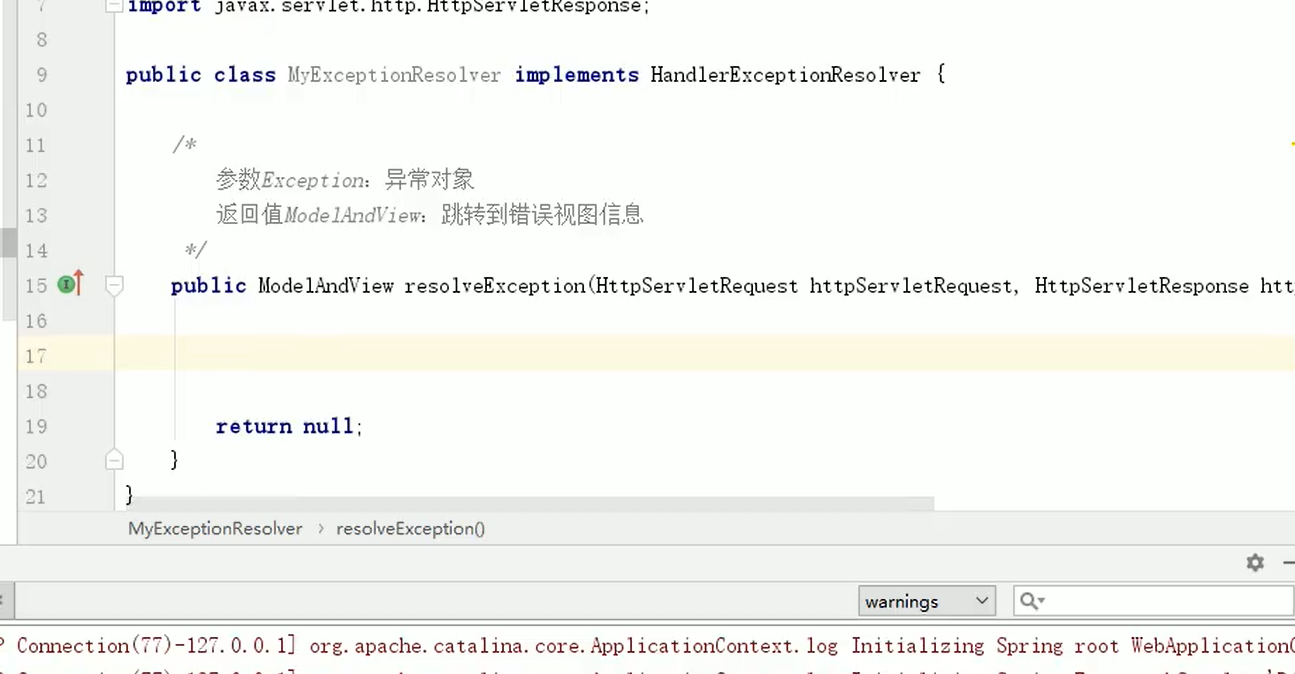 7 import javax.servlet.http.HttpServletResponse;
8
9 public class MyExceptionResolver implements HandlerExceptionResolver {
10
11 /*
12 参数Exception：异常对象
13 返回值ModelAndView：跳转到错误视图信息
14 */
15 public ModelAndView resolveException(HttpServletRequest httpServletRequest, HttpServletResponse htt
16
17
18
19 return null;
20 }
21 }
MyExceptionResolver › resolveException()
warnings
P Connection(77)-127.0.0.1] org.apache.catalina.core.ApplicationContext.log Initializing Spring root WebApplicationC